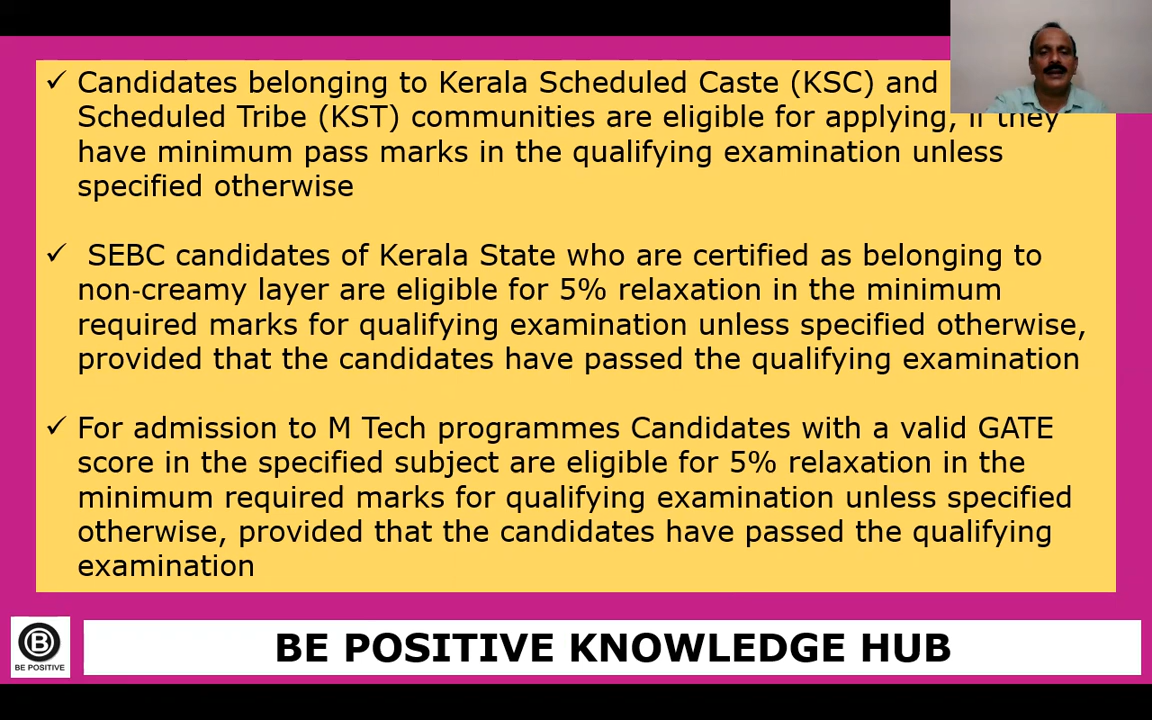 ✓ Candidates belonging to Kerala Scheduled Caste (KSC) and
Scheduled Tribe (KST) communities are eligible for applying, if they
have minimum pass marks in the qualifying examination unless
specified otherwise
✓ SEBC candidates of Kerala State who are certified as belonging to
non-creamy layer are eligible for 5% relaxation in the minimum
required marks for qualifying examination unless specified otherwise,
provided that the candidates have passed the qualifying examination
✓ For admission to M Tech programmes Candidates with a valid GATE
score in the specified subject are eligible for 5% relaxation in the
minimum required marks for qualifying examination unless specified
otherwise, provided that the candidates have passed the qualifying
examination
B
BE POSITIVE
BE POSITIVE KNOWLEDGE HUB